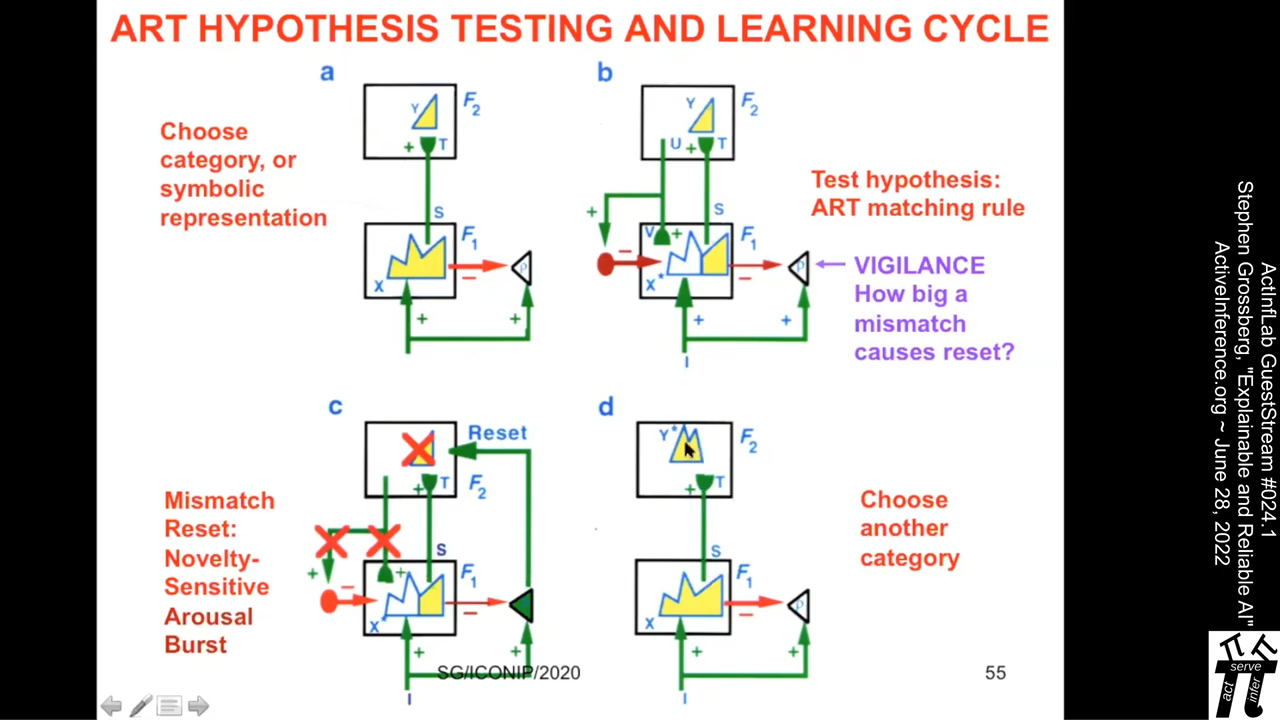 ART HYPOTHESIS TESTING AND LEARNING CYCLE
a
Choose
category, or
symbolic
representation
Y
F2
+
T
S
F1
X
ρ
−
+
+
b
Y
F2
U
+
T
+
S
V
+
F1
−
X*
−
ρ
+
+
I
Test hypothesis:
ART matching rule
VIGILANCE
How big a
mismatch
causes reset?
c
Reset
+
T
F2
Mismatch
Reset:
Novelty-
Sensitive
Arousal
Burst
S
+
−
+
F1
−
X*
+
+
I
d
Y*
F2
+
T
S
F1
X
−
ρ
+
+
I
Choose
another
category
SG/ICONIP/2020
55
ActInfLab GuestStream #024.1
Stephen Grossberg, "Explainable and Reliable AI"
ActiveInference.org ~ June 28, 2022
serve
act
infer